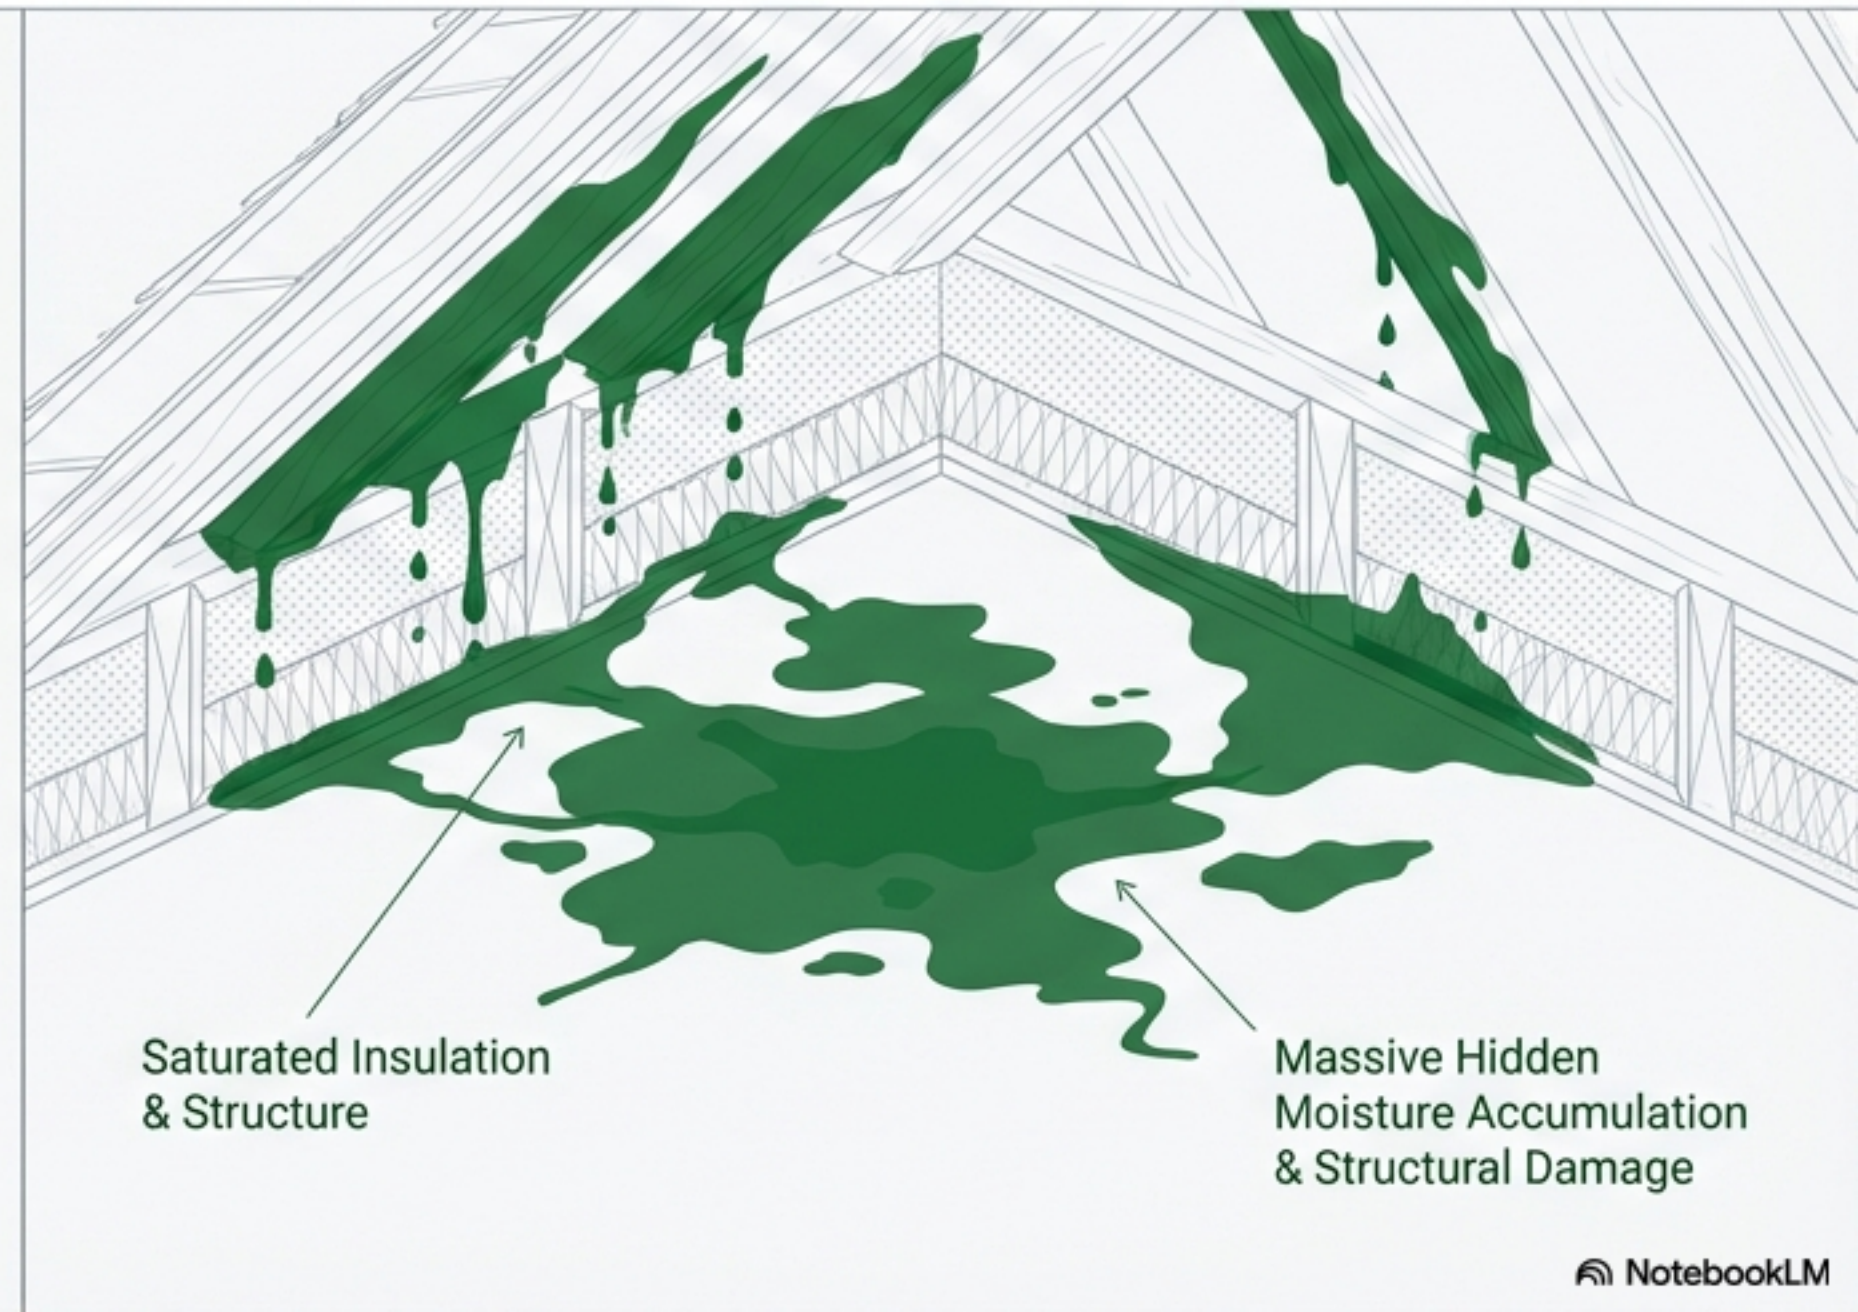 Saturated Insulation
& Structure
Massive Hidden
Moisture Accumulation
& Structural Damage
NotebookLM